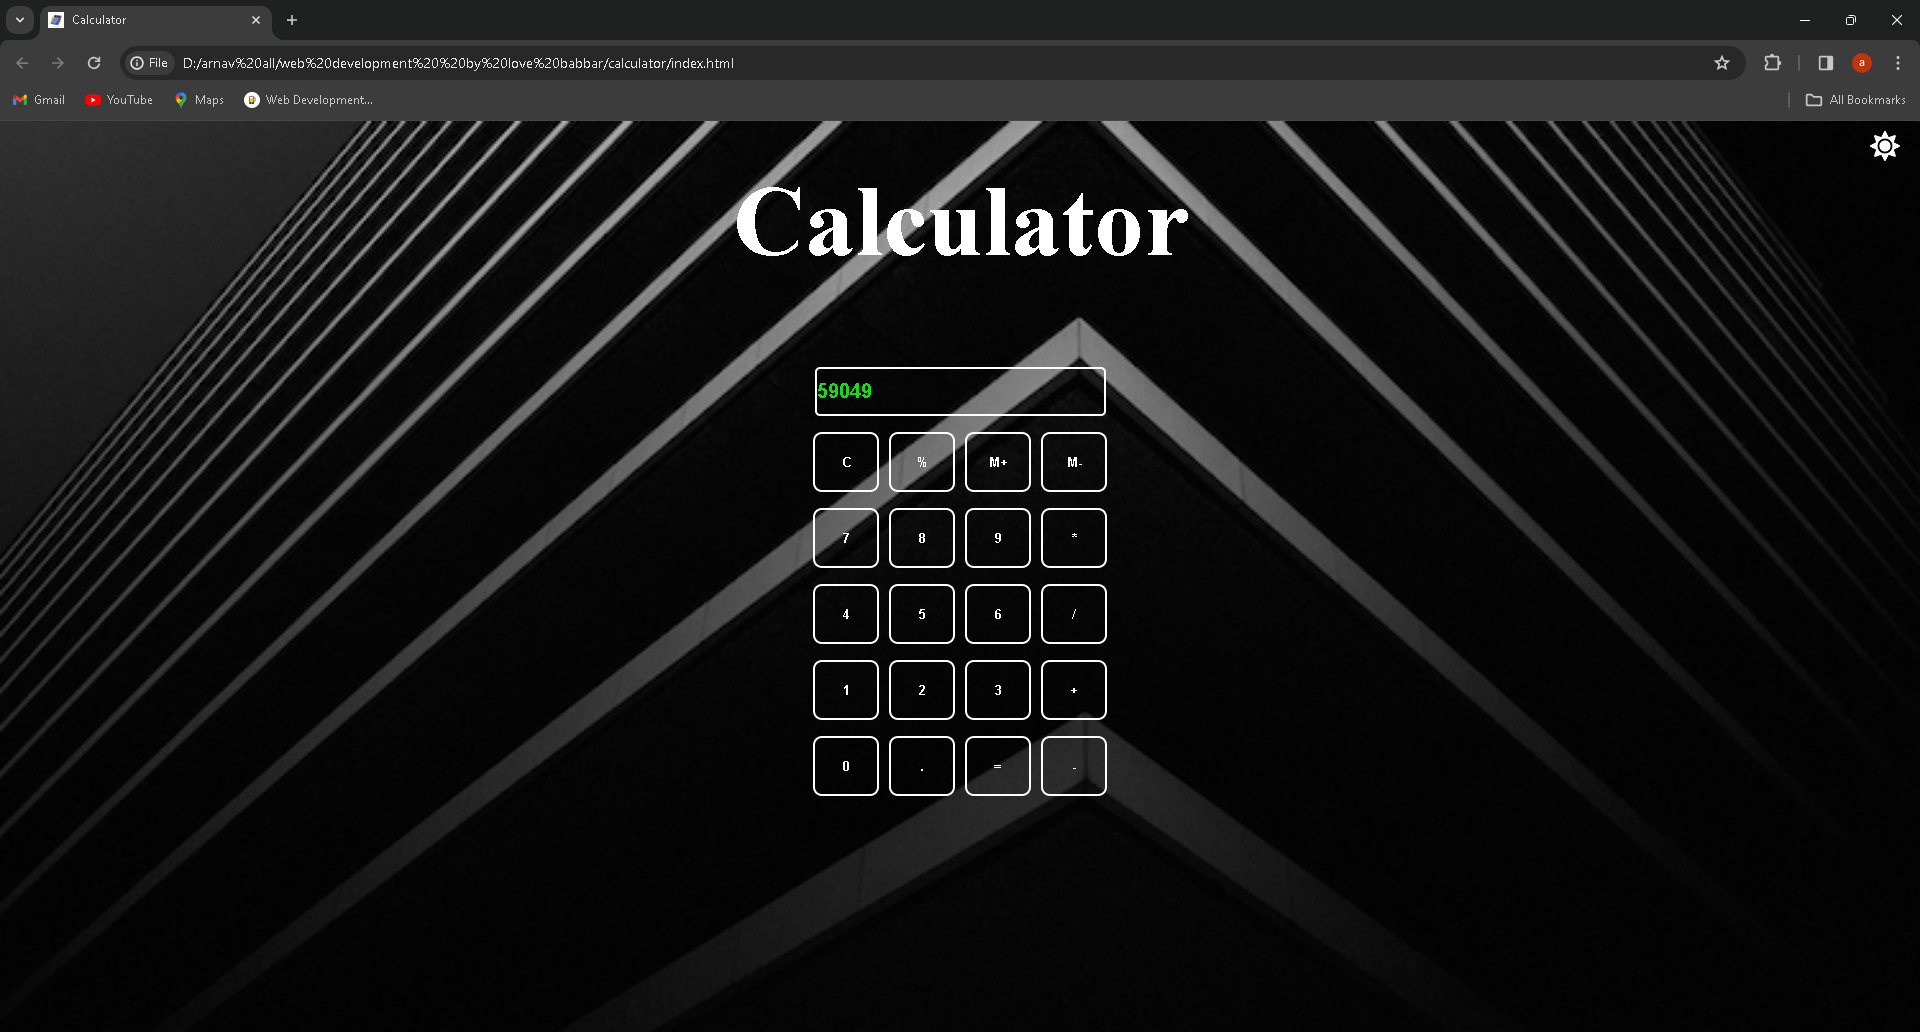 Calculator
File D:/arnav%20all/web%20development%20%20by%20love%20babbar/calculator/index.html a
Gmail YouTube Maps Web Development... All Bookmarks
Calculator
59049
C % M+ M-
7 8 9 *
4 5 6 /
1 2 3 +
0 . = -